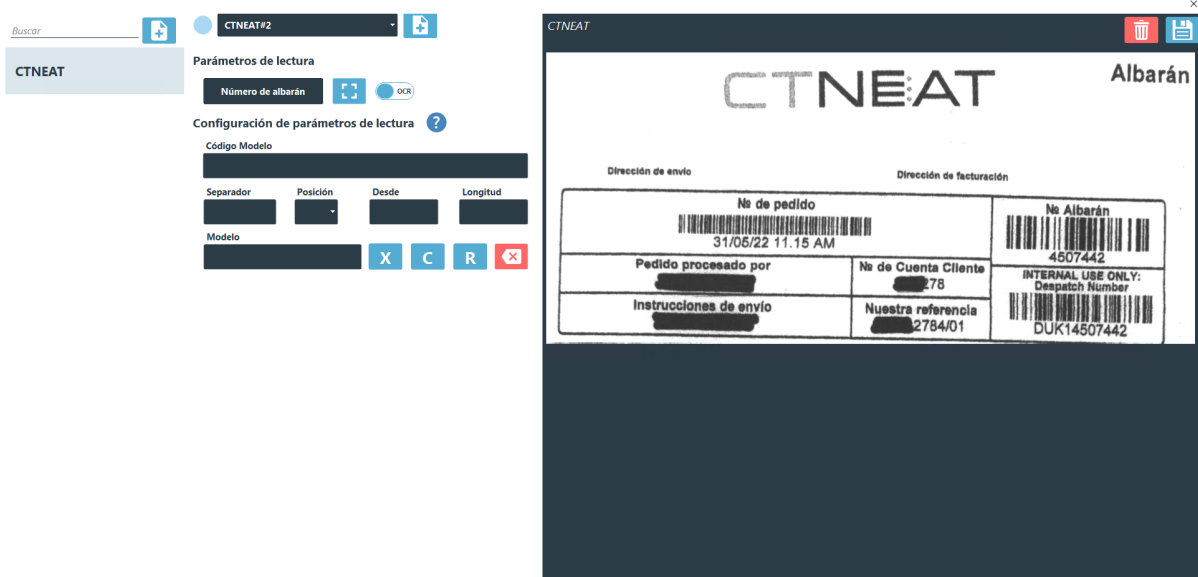 Buscar
CTNEAT
CTNEAT#2
Parámetros de lectura
Número de albarán
OCR
Configuración de parámetros de lectura
?
Código Modelo
Separador
Posición
Desde
Longitud
Modelo
X
C
R
CTNEAT
CTNEAT
Albarán
Dirección de envío
Dirección de facturación
№ de pedido
31/05/22 11.15 AM
№ Albarán
4507442
Pedido procesado por
№ de Cuenta Cliente
278
INTERNAL USE ONLY:
Despatch Number
DUK14507442
Instrucciones de envío
Nuestra referencia
2784/01